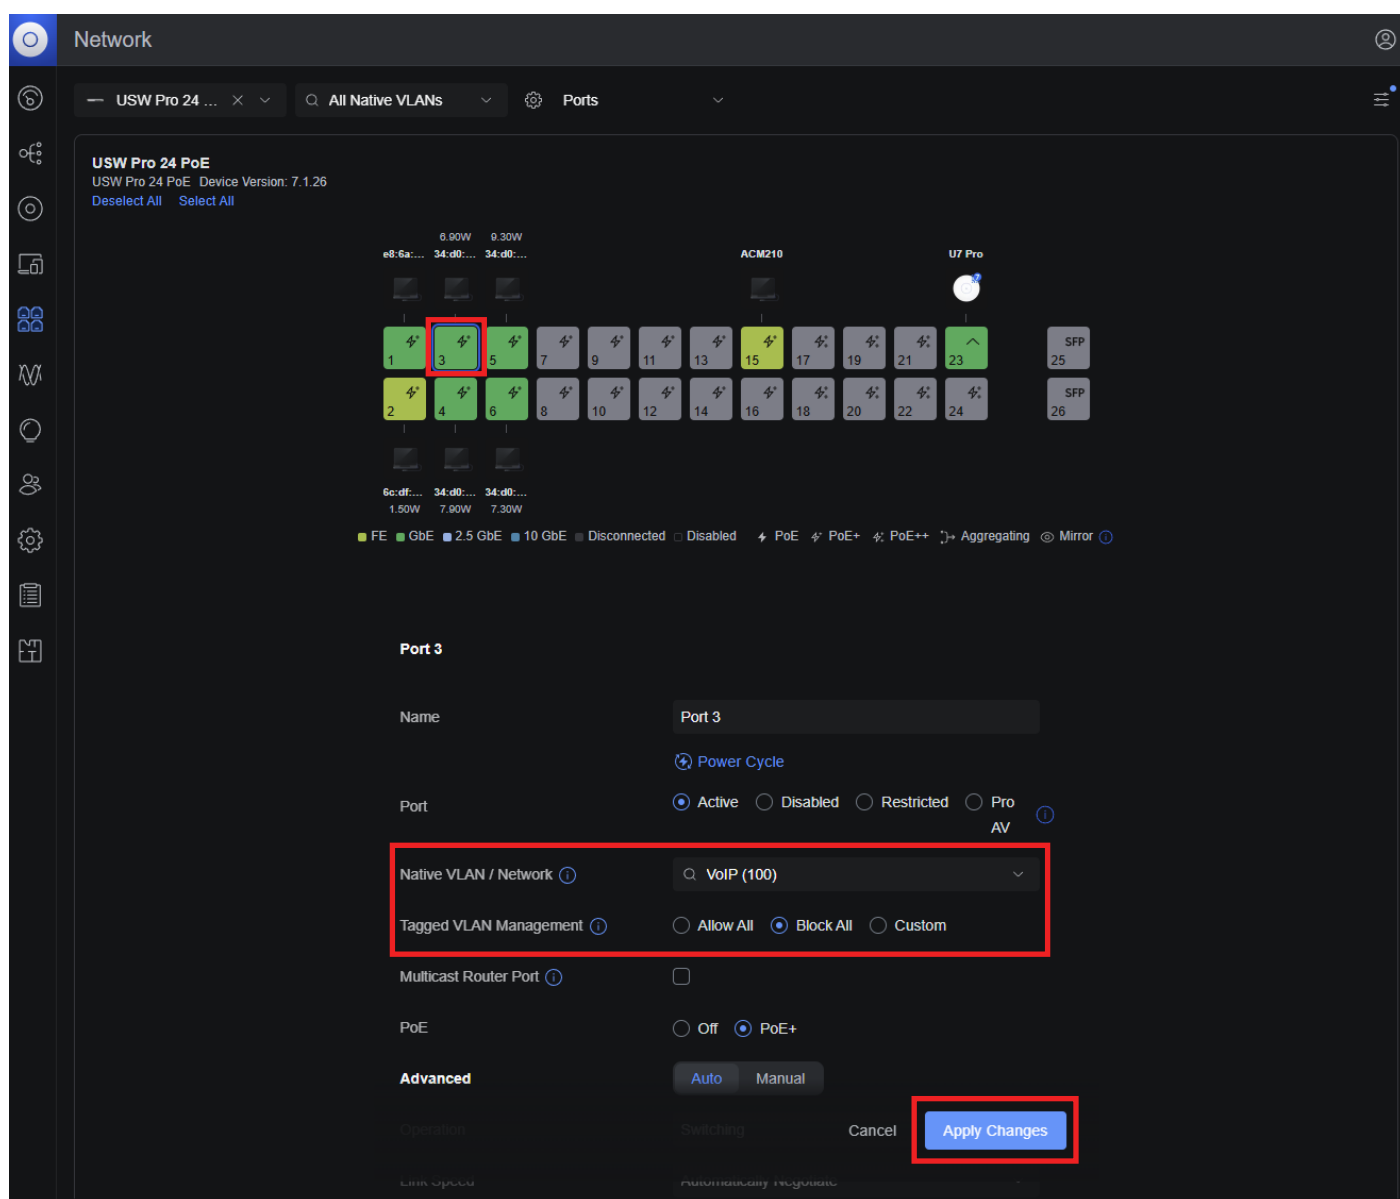 Network
USW Pro 24 ...
All Native VLANs
Ports
USW Pro 24 PoE
USW Pro 24 PoE Device Version: 7.1.26
Deselect All Select All
6.90W 9.30W
e8:6a:... 34:d0:... 34:d0:... ACM210 U7 Pro
1 3 5 7 9 11 13 15 17 19 21 23 SFP 25
2 4 6 8 10 12 14 16 18 20 22 24 SFP 26
6c:df:... 34:d0:... 34:d0:...
1.50W 7.90W 7.30W
FE GbE 2.5 GbE 10 GbE Disconnected Disabled PoE PoE+ PoE++ Aggregating Mirror
Port 3
Name Port 3
Power Cycle
Port Active Disabled Restricted Pro AV
Native VLAN / Network VoIP (100)
Tagged VLAN Management Allow All Block All Custom
Multicast Router Port
PoE Off PoE+
Advanced Auto Manual
Operation Switching Cancel Apply Changes
Link Speed Automatically Negotiate